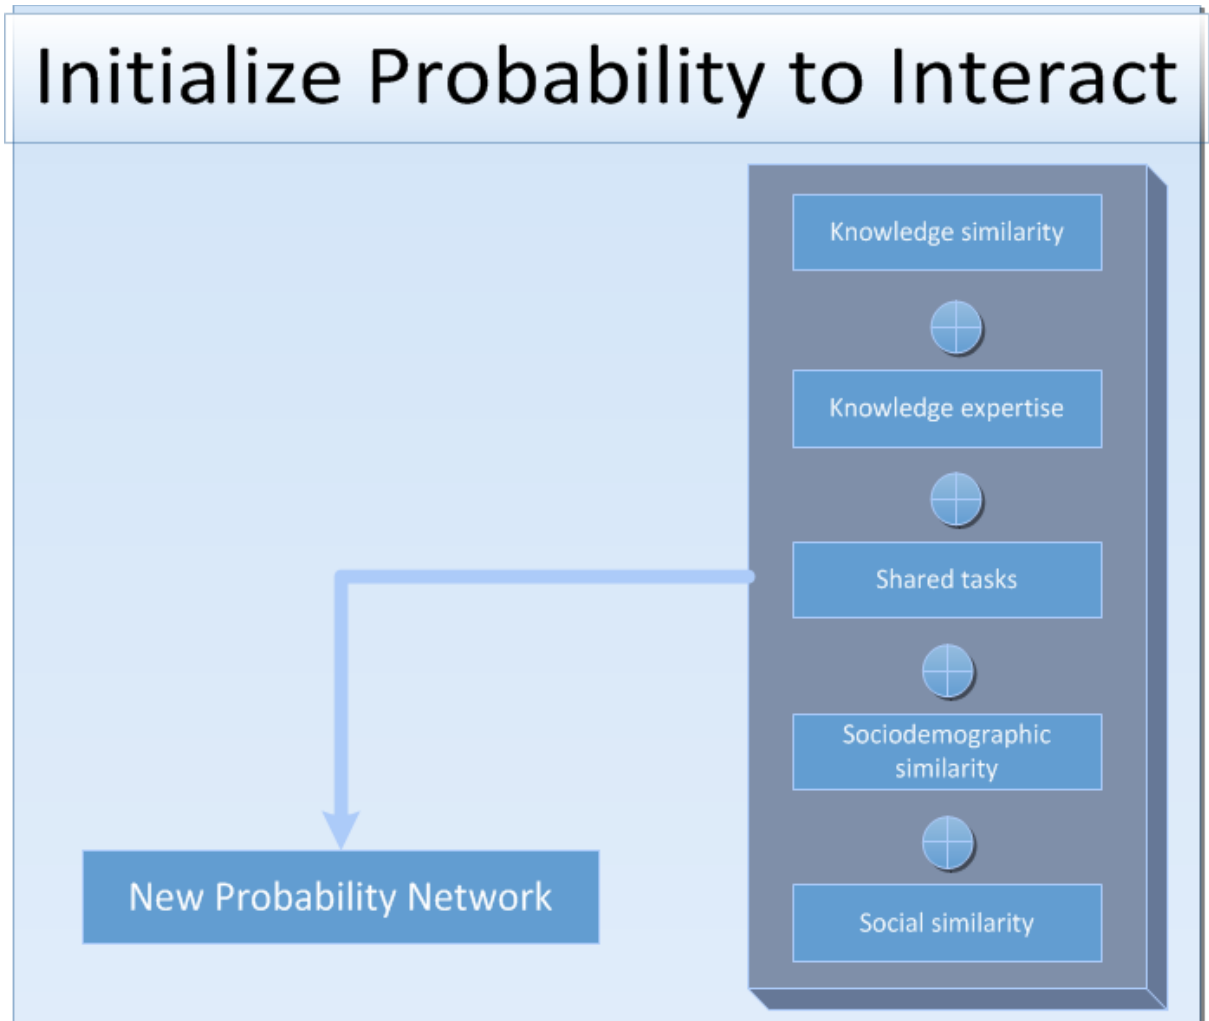 Initialize Probability to Interact
Knowledge similarity
Knowledge expertise
Shared tasks
Sociodemographic
similarity
Social similarity
New Probability Network